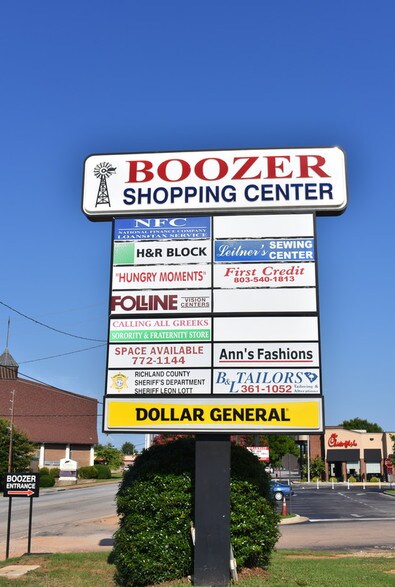 BOOZER
SHOPPING CENTER
NFC
NATIONAL FINANCE COMPANY
LOANS•TAX SERVICE
H&R BLOCK
Leitner's SEWING CENTER
"HUNGRY MOMENTS"
First Credit
803-540-1813
FOLLINE VISION CENTERS
CALLING ALL GREEKS
SORORITY & FRATERNITY STORE
SPACE AVAILABLE
772-1144
Ann's Fashions
RICHLAND COUNTY
SHERIFF'S DEPARTMENT
SHERIFF LEON LOTT
B&L TAILORS
361-1052 Tailoring & Alterations
DOLLAR GENERAL
BOOZER
ENTRANCE
Chick-fil-A